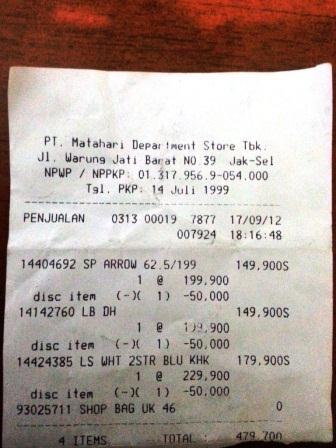 PT. Matahari Department Store Tbk.
Jl. Warung Jati Barat NO.39 Jak-Sel
NPWP / NPPKP: 01.317.956.9-054.000
Tgl. PKP: 14 Juli 1999
PENJUALAN 0313 00019 7877 17/09/12
007924 18:16:48
14404692 SP ARROW 62.5/199 149,900S
1 @ 199,900
disc item (-)( 1) -50,000
14142760 LB DH 149,900S
1 @ 199,900
disc item (-)( 1) -50,000
14424385 LS WHT 2STR BLU KHK 179,900S
1 @ 229,900
disc item (-)( 1) -50,000
93025711 SHOP BAG UK 46 0
4 ITEMS TOTAL : 479,700